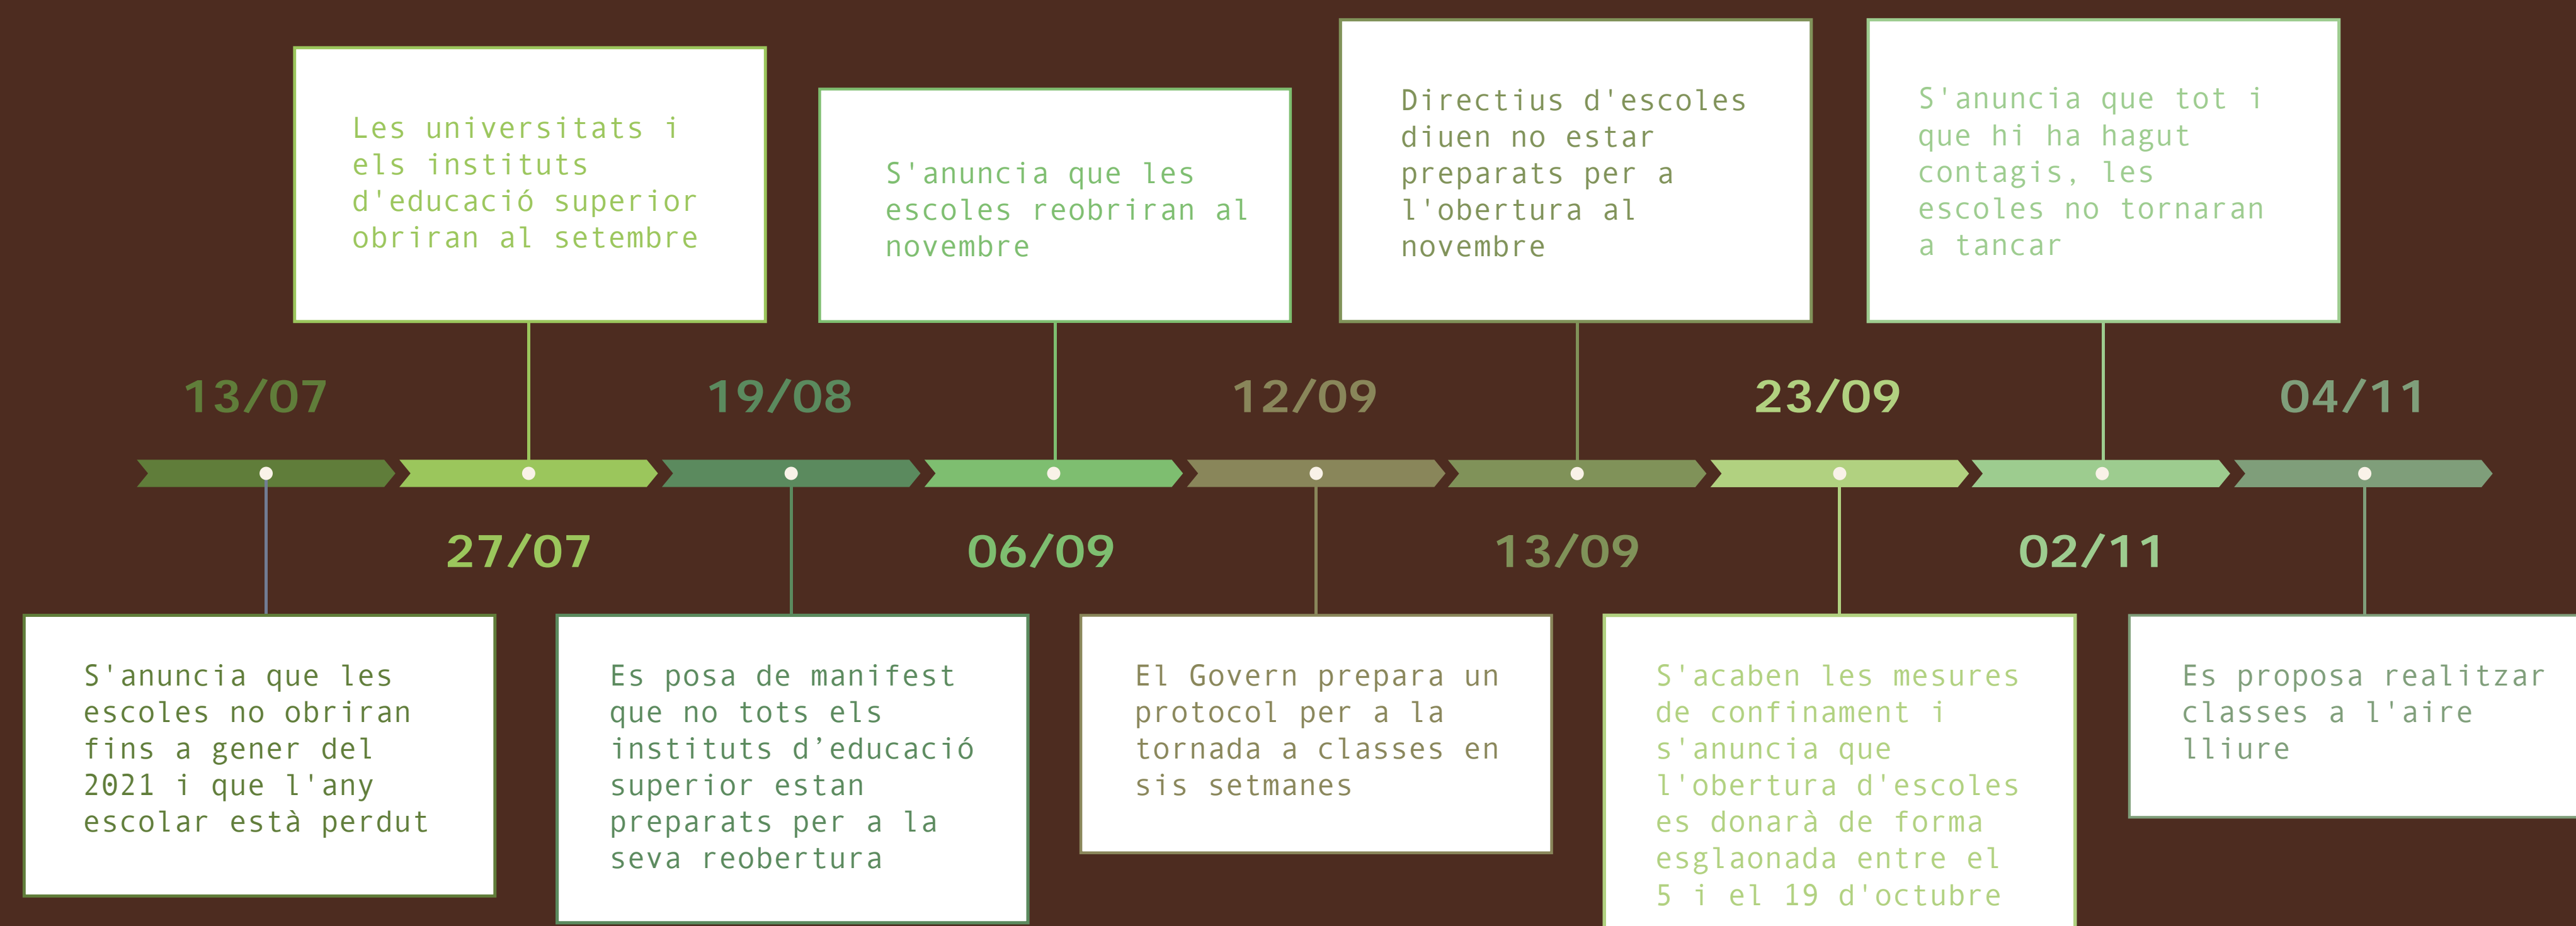 13/07
S'anuncia que les
escoles no obriran
fins a gener del
2021 i que l'any
escolar està perdut
Les universitats i
els instituts
d'educació superior
obriran al setembre
27/07
19/08
Es posa de manifest
que no tots els
instituts d’educació
superior estan
preparats per a la
seva reobertura
S'anuncia que les
escoles reobriran al
novembre
06/09
12/09
El Govern prepara un
protocol per a la
tornada a classes en
sis setmanes
Directius d'escoles
diuen no estar
preparats per a
l'obertura al
novembre
13/09
23/09
S'acaben les mesures
de confinament i
s'anuncia que
l'obertura d'escoles
es donarà de forma
esglaonada entre el
5 i el 19 d'octubre
S'anuncia que tot i
que hi ha hagut
contagis, les
escoles no tornaran
a tancar
02/11
04/11
Es proposa realitzar
classes a l'aire
lliure